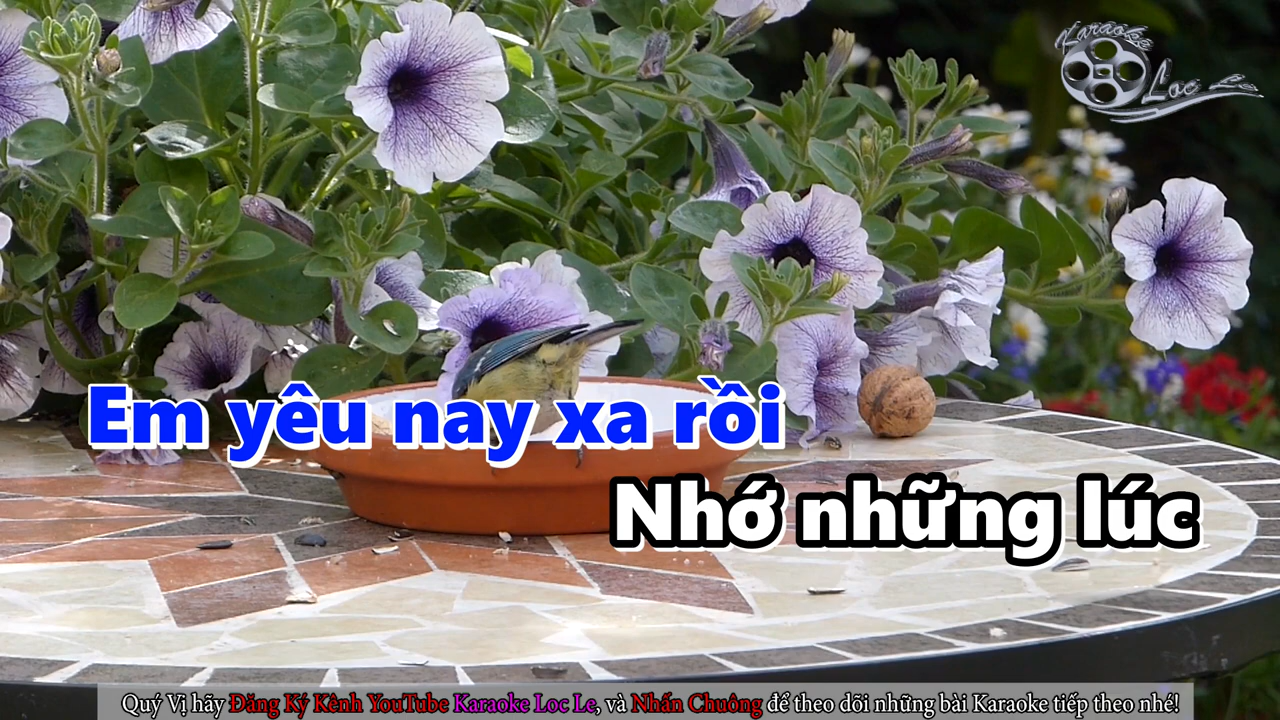 Karaoke
Loc Le
Em yêu nay xa rồi
Nhớ những lúc
Quý Vị hãy Đăng Ký Kênh YouTube Karaoke Loc Le, và Nhấn Chuông để theo dõi những bài Karaoke tiếp theo nhé!